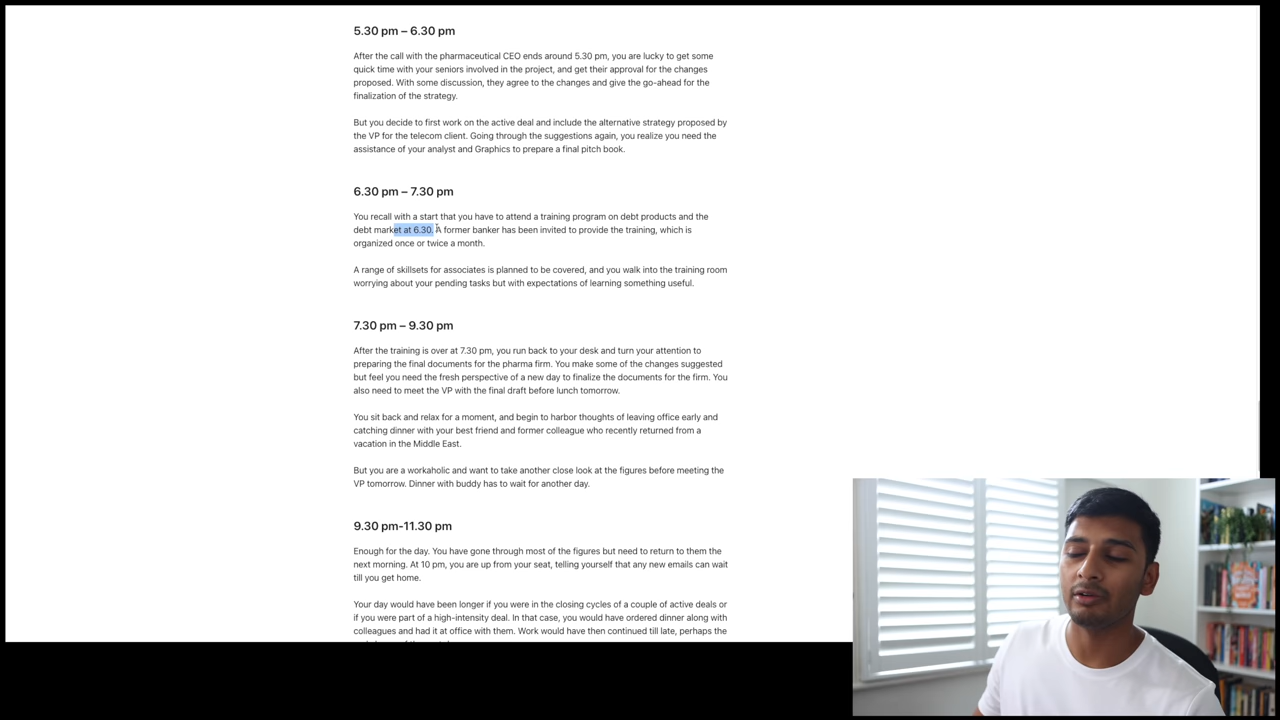 5.30 pm – 6.30 pm
After the call with the pharmaceutical CEO ends around 5.30 pm, you are lucky to get some
quick time with your seniors involved in the project, and get their approval for the changes
proposed. With some discussion, they agree to the changes and give the go-ahead for the
finalization of the strategy.
But you decide to first work on the active deal and include the alternative strategy proposed by
the VP for the telecom client. Going through the suggestions again, you realize you need the
assistance of your analyst and Graphics to prepare a final pitch book.
6.30 pm – 7.30 pm
You recall with a start that you have to attend a training program on debt products and the
debt market at 6.30. A former banker has been invited to provide the training, which is
organized once or twice a month.
A range of skillsets for associates is planned to be covered, and you walk into the training room
worrying about your pending tasks but with expectations of learning something useful.
7.30 pm – 9.30 pm
After the training is over at 7.30 pm, you run back to your desk and turn your attention to
preparing the final documents for the pharma firm. You make some of the changes suggested
but feel you need the fresh perspective of a new day to finalize the documents for the firm. You
also need to meet the VP with the final draft before lunch tomorrow.
You sit back and relax for a moment, and begin to harbor thoughts of leaving office early and
catching dinner with your best friend and former colleague who recently returned from a
vacation in the Middle East.
But you are a workaholic and want to take another close look at the figures before meeting the
VP tomorrow. Dinner with buddy has to wait for another day.
9.30 pm-11.30 pm
Enough for the day. You have gone through most of the figures but need to return to them the
next morning. At 10 pm, you are up from your seat, telling yourself that any new emails can wait
till you get home.
Your day would have been longer if you were in the closing cycles of a couple of active deals or
if you were part of a high-intensity deal. In that case, you would have ordered dinner along with
colleagues and had it at office with them. Work would have then continued till late, perhaps the